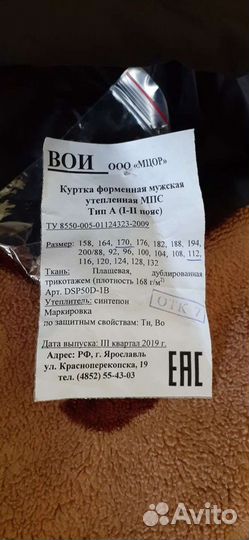 ВОИ ООО «МЦОР»
Куртка форменная мужская
утепленная МПС
Тип А (I-II пояс)
ТУ 8550-005-01124323-2009
Размер: 158, 164, 170, 176, 182, 188, 194,
200/88, 92, 96, 100, 104, 108, 112,
116, 120, 124, 128, 132
Ткань: Плащевая, дублированная
трикотажем (плотность 168 г/м²)
Арт. DSP50D-1B
Утеплитель: синтепон
Маркировка
по защитным свойствам: Тн, Во
ОТК 7
Дата выпуска: III квартал 2019 г.
Адрес: РФ, г. Ярославль
ул. Красноперекопская, 19
тел. (4852) 55-43-03
ЕАС
Avito